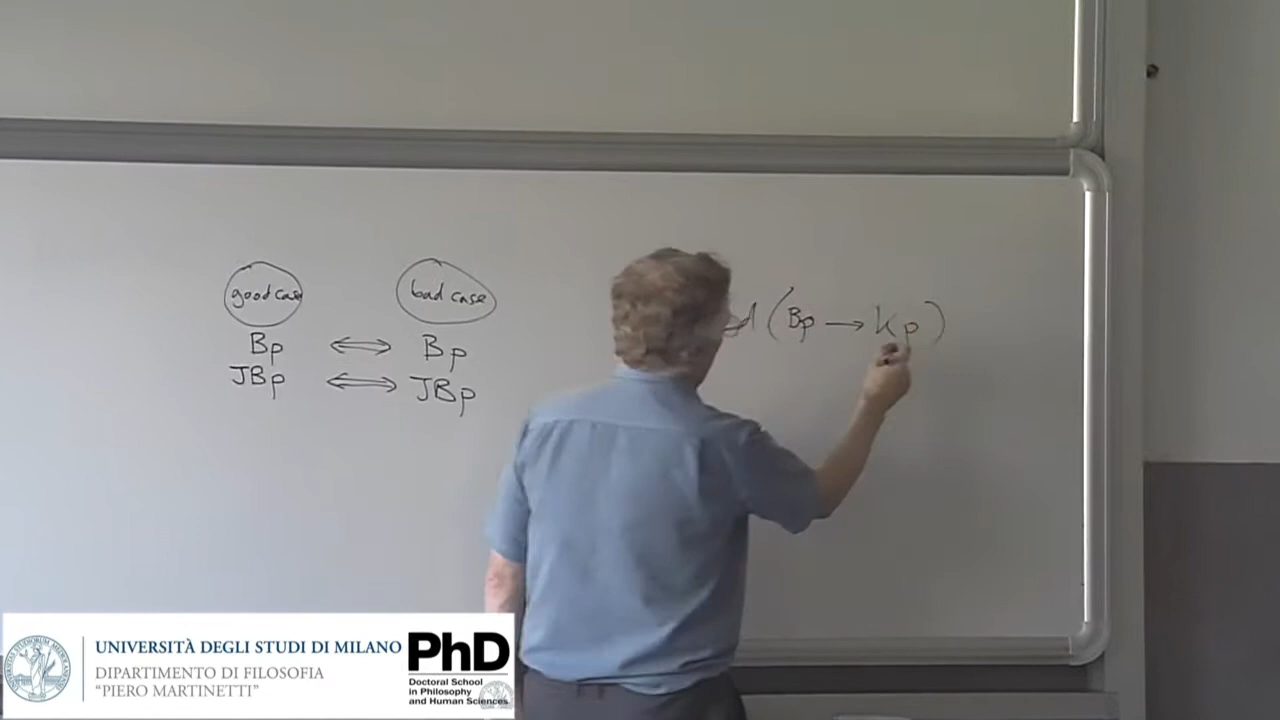 good case bad case
Bp ⟺ Bp
JBp ⟺ JBp
(Bp → Kp)
UNIVERSITÀ DEGLI STUDI DI MILANO
DIPARTIMENTO DI FILOSOFIA
“PIERO MARTINETTI”
PhD
Doctoral School
in Philosophy
and Human Sciences